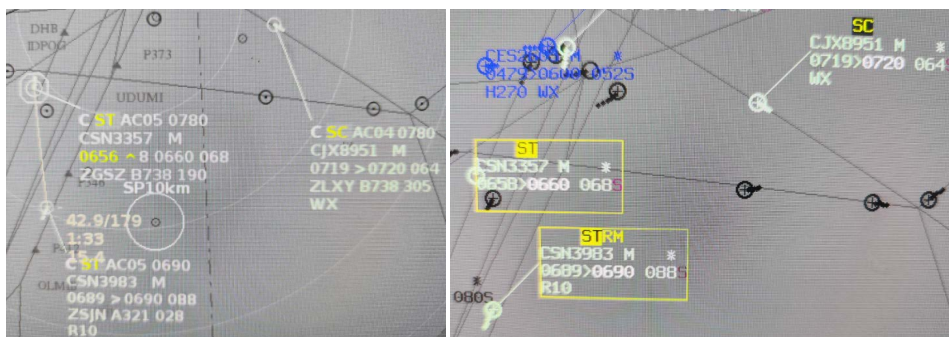 DHB
IDPOG
P373
UDUMI
C ST AC05 0780
CSN3357 M
0656 ^8 0660 068
ZGSZ B738 190
SP10km
C SC AC04 0780
CJX8951 M
0719 >0720 064
ZLXY B738 305
WX
42.9/179
1:33
C ST AC05 0690
CSN3983 M
0689 >0690 088
ZSJN A321 028
R10
SC
CJX8951 M *
0719>0720 064S
WX
0479>0600 052S
H270 WX
ST
CSN3357 M *
0658>0660 068S
STRM
CSN3983 M *
0689>0690 088S
R10
080S